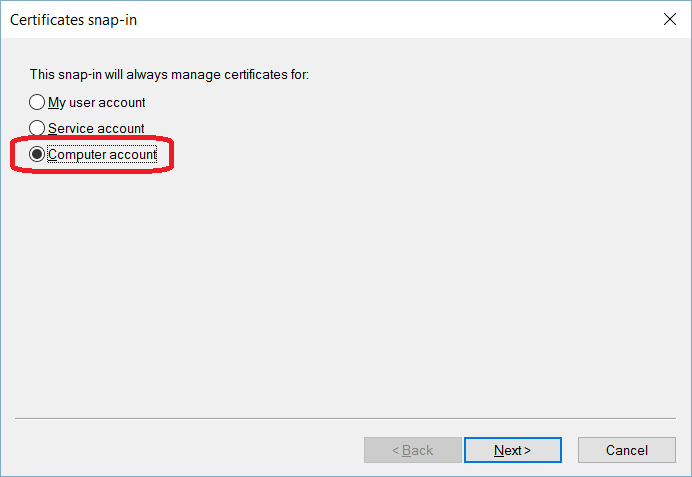 Certificates snap-in
This snap-in will always manage certificates for:
My user account
Service account
Computer account
< Back
Next >
Cancel